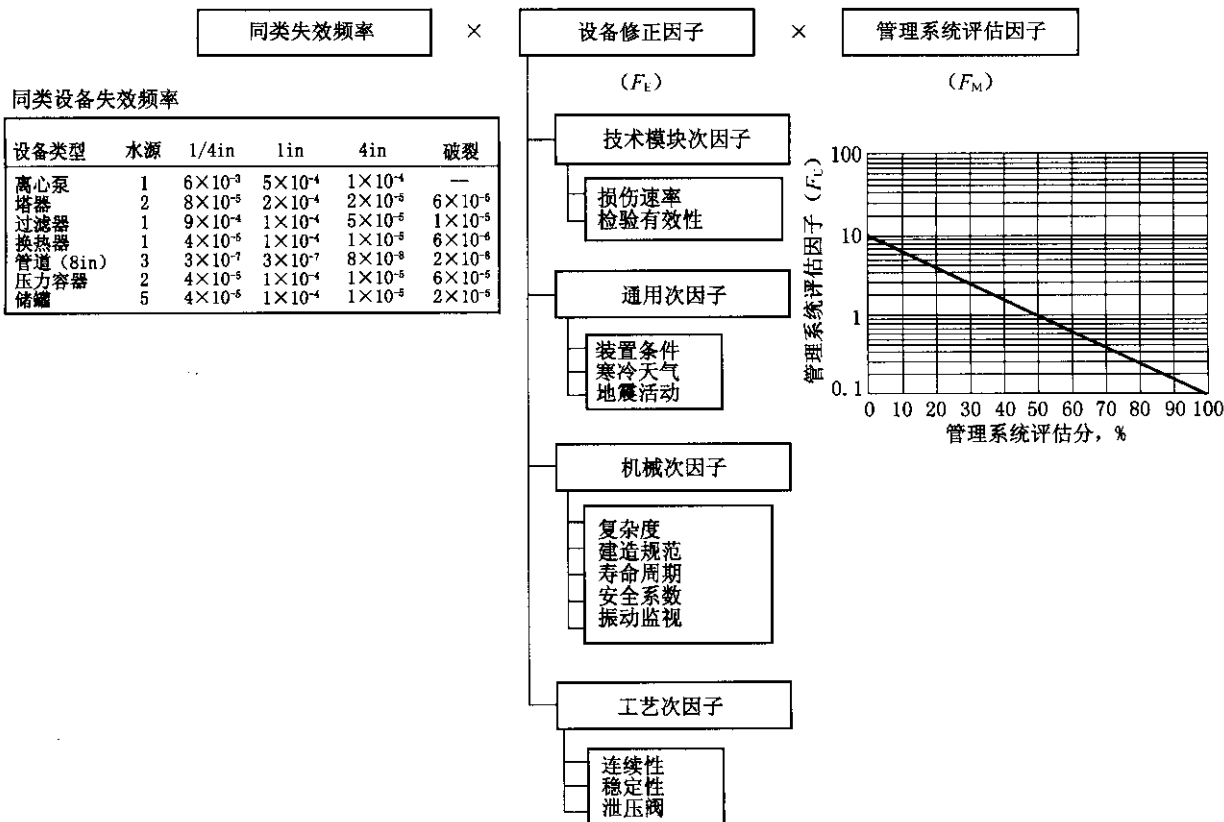 同类失效频率 × 设备修正因子 × 管理系统评估因子
(F_E) (F_M)
同类设备失效频率
设备类型 水源 1/4in 1in 4in 破裂
离心泵 1 6×10⁻³ 5×10⁻⁴ 1×10⁻⁴ —
塔器 2 8×10⁻⁵ 2×10⁻⁴ 2×10⁻⁵ 6×10⁻⁶
过滤器 1 9×10⁻⁴ 1×10⁻⁴ 5×10⁻⁵ 1×10⁻⁵
换热器 1 4×10⁻⁵ 1×10⁻⁴ 1×10⁻⁵ 6×10⁻⁶
管道（8in） 3 3×10⁻⁷ 3×10⁻⁷ 8×10⁻⁸ 2×10⁻⁸
压力容器 2 4×10⁻⁵ 1×10⁻⁴ 1×10⁻⁵ 6×10⁻⁵
储罐 5 4×10⁻⁵ 1×10⁻⁴ 1×10⁻⁵ 2×10⁻⁵
技术模块次因子
损伤速率
检验有效性
通用次因子
装置条件
寒冷天气
地震活动
机械次因子
复杂度
建造规范
寿命周期
安全系数
振动监视
工艺次因子
连续性
稳定性
泄压阀
管理系统评估因子
100
10
1
0.1
0 10 20 30 40 50 60 70 80 90 100
管理系统评估分，%